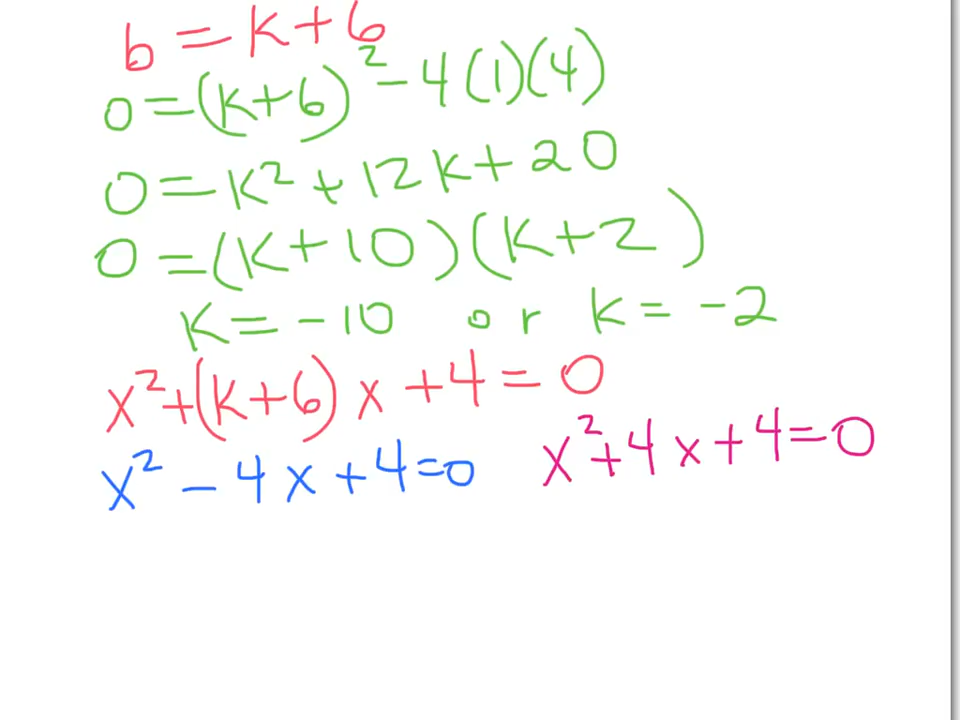 b = k + 6
0 = (k + 6)² - 4(1)(4)
0 = k² + 12k + 20
0 = (k + 10)(k + 2)
k = -10 or k = -2
x² + (k + 6)x + 4 = 0
x² - 4x + 4 = 0
x² + 4x + 4 = 0